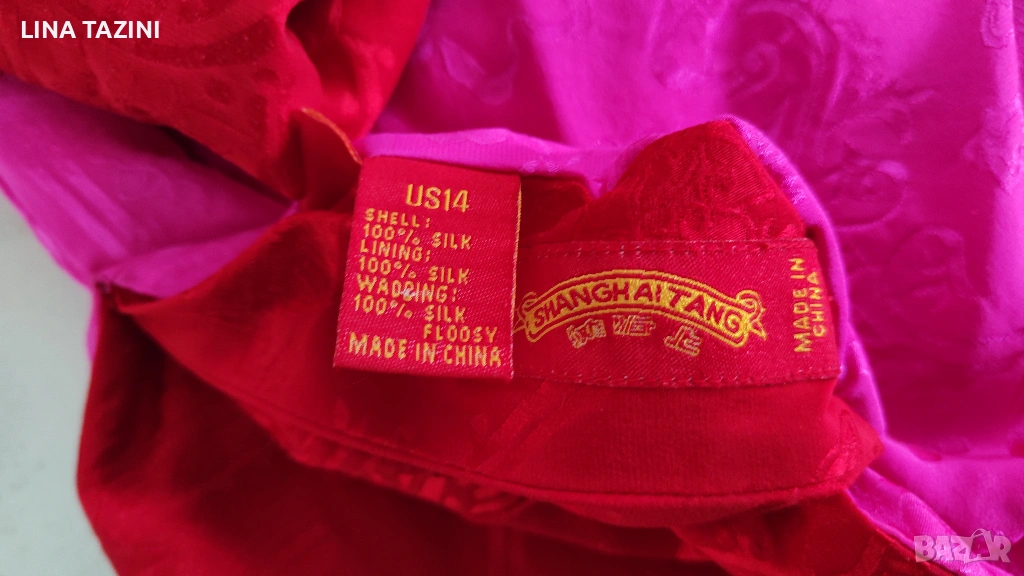 LINA TAZINI
US14
SHELL:
100% SILK
LINING:
100% SILK
WADDING:
100% SILK
FLOOSY
MADE IN CHINA
SHANGHAI TANG
MADE IN
CHINA
BAZAR